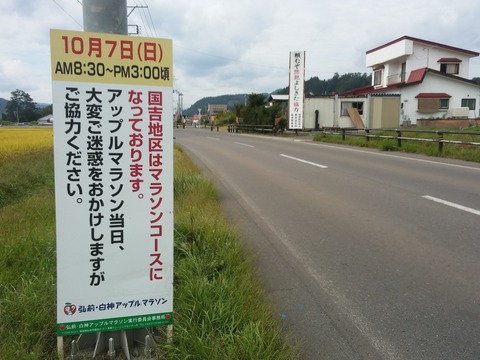 10月7日(日)
AM8:30~PM3:00頃
国吉地区はマラソンコースに
なっております。
アップルマラソン当日、
大変ご迷惑をおかけしますが
ご協力ください。
弘前・白神アップルマラソン
弘前・白神アップルマラソン実行委員会事務局